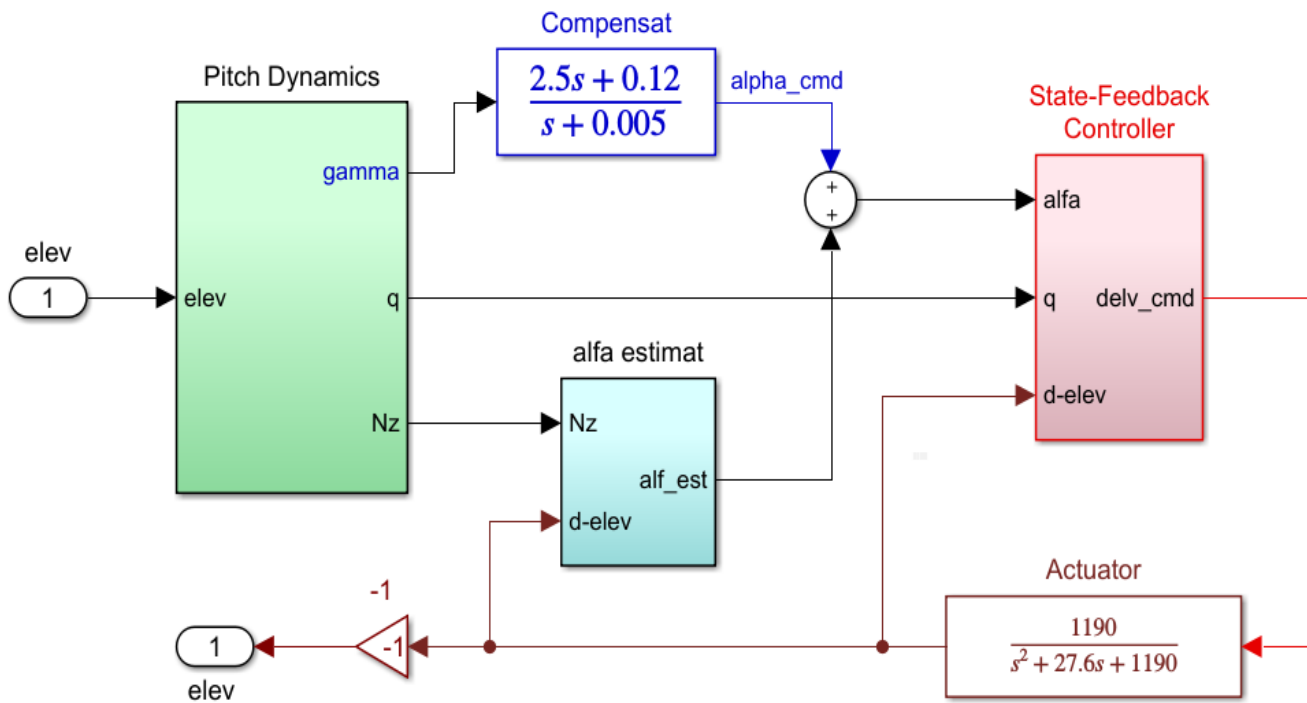 Compensat
2.5s + 0.12
s + 0.005
alpha_cmd
Pitch Dynamics
gamma
elev
1
elev
q
Nz
+
+
State-Feedback
Controller
alfa
q
delv_cmd
d-elev
alfa estimat
Nz
alf_est
d-elev
-1
-1
1
elev
Actuator
1190
s² + 27.6s + 1190